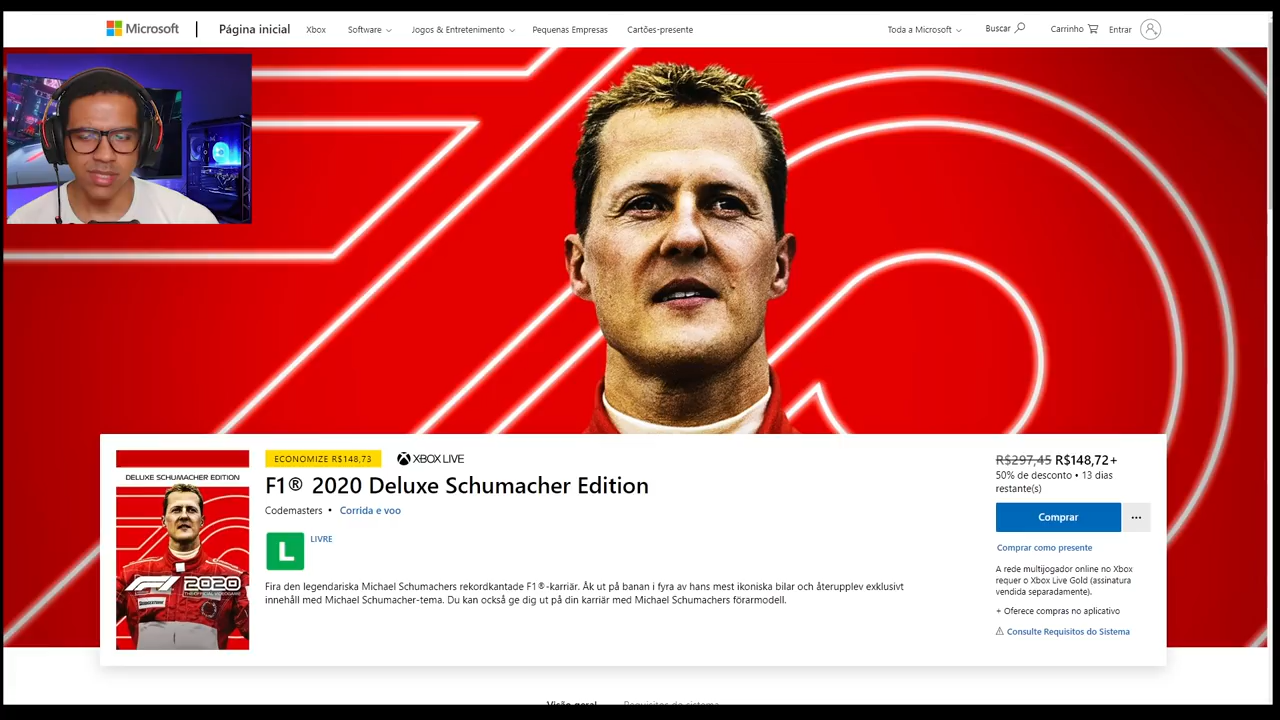 Microsoft
Página inicial
Xbox
Software
Jogos & Entretenimento
Pequenas Empresas
Cartões-presente
Toda a Microsoft
Buscar
Carrinho
Entrar
DELUXE SCHUMACHER EDITION
2020
ECONOMIZE R$148,73
XBOX LIVE
F1® 2020 Deluxe Schumacher Edition
Codemasters • Corrida e voo
L
LIVRE
Fira den legendariska Michael Schumachers rekordkantade F1®-karriär. Åk ut på banan i fyra av hans mest ikoniska bilar och återupplev exklusivt
innehåll med Michael Schumacher-tema. Du kan också ge dig ut på din karriär med Michael Schumachers förarmodell.
R$297,45 R$148,72+
50% de desconto • 13 dias
restante(s)
Comprar
Comprar como presente
A rede multijogador online no Xbox
requer o Xbox Live Gold (assinatura
vendida separadamente).
+ Oferece compras no aplicativo
Consulte Requisitos do Sistema
Visão geral
Requisitos do sistema